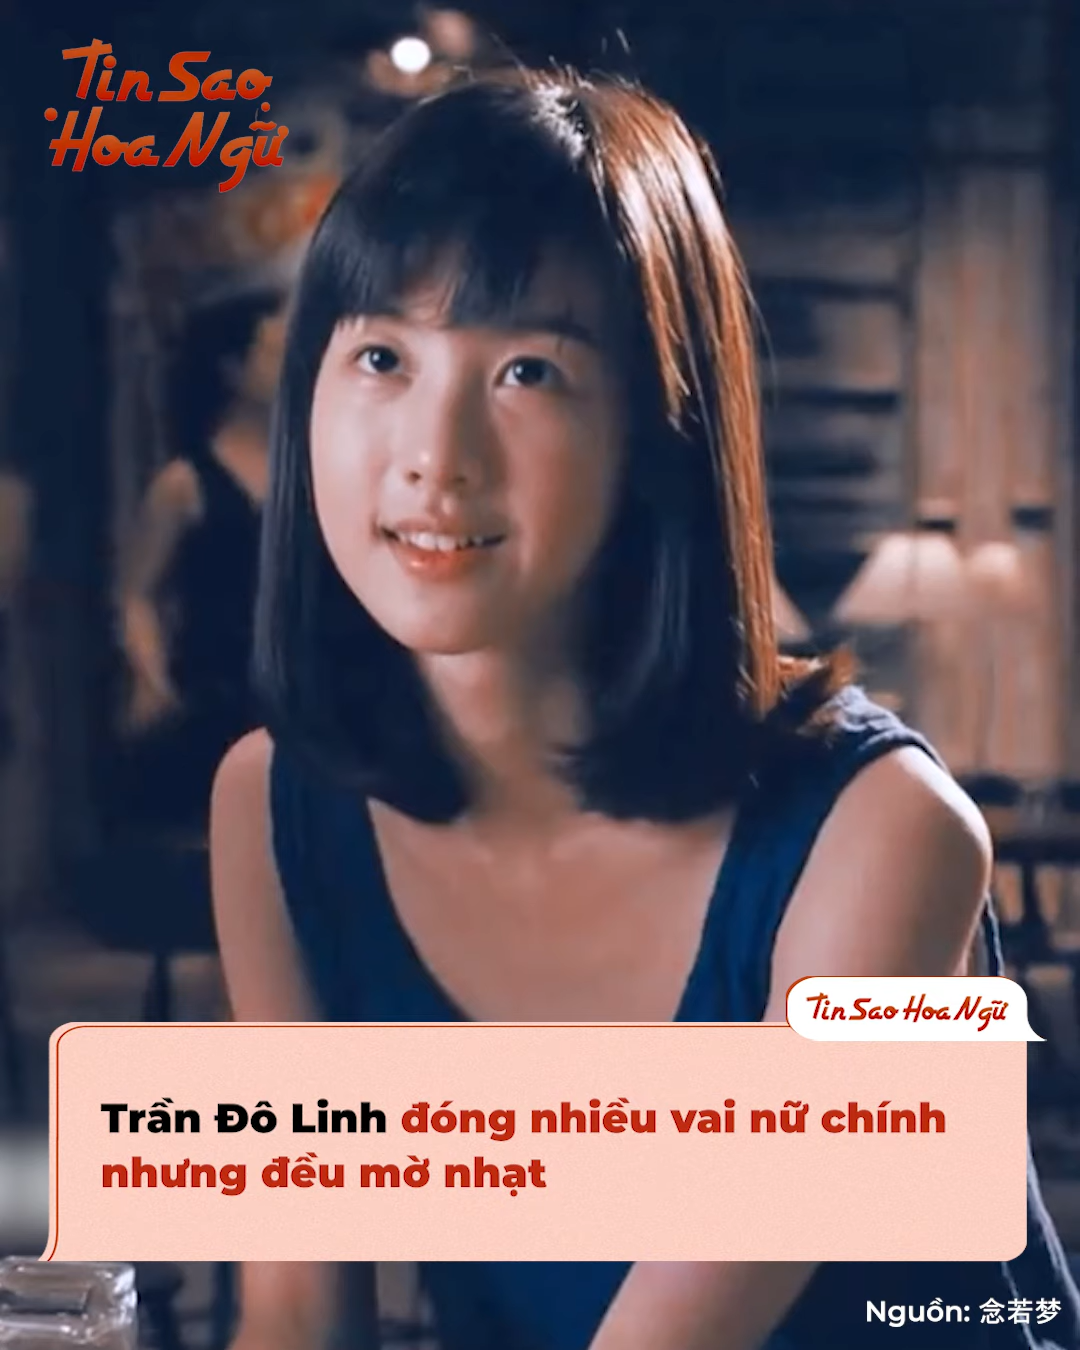 Tin Sao
Hoa Ngữ
Tin Sao Hoa Ngữ
Trần Đô Linh đóng nhiều vai nữ chính
nhưng đều mờ nhạt
Nguồn: 念若梦